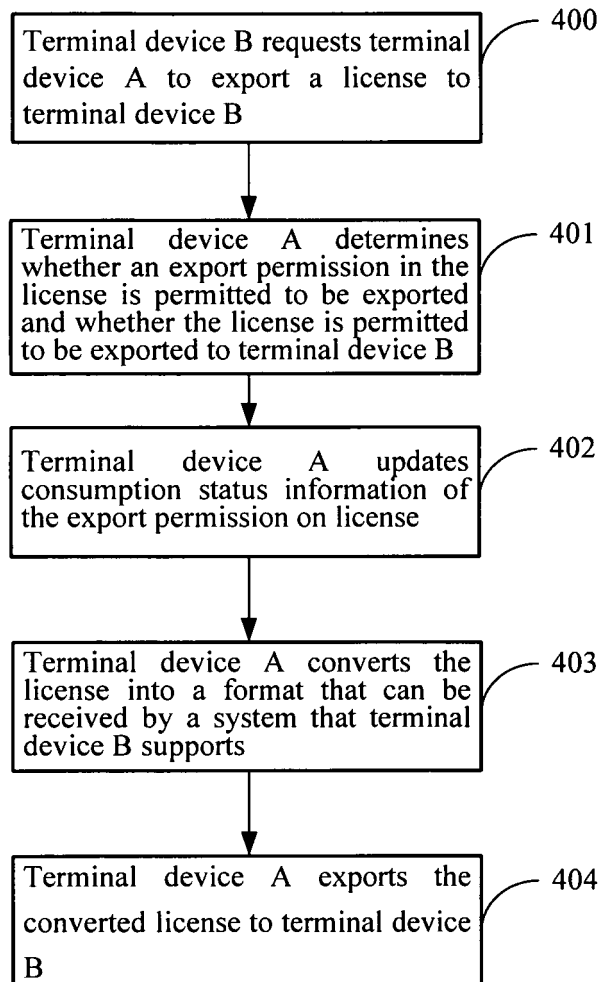 400
Terminal device B requests terminal
device A to export a license to
terminal device B
401
Terminal device A determines
whether an export permission in the
license is permitted to be exported
and whether the license is permitted
to be exported to terminal device B
402
Terminal device A updates
consumption status information of
the export permission on license
403
Terminal device A converts the
license into a format that can be
received by a system that terminal
device B supports
404
Terminal device A exports the
converted license to terminal device
B